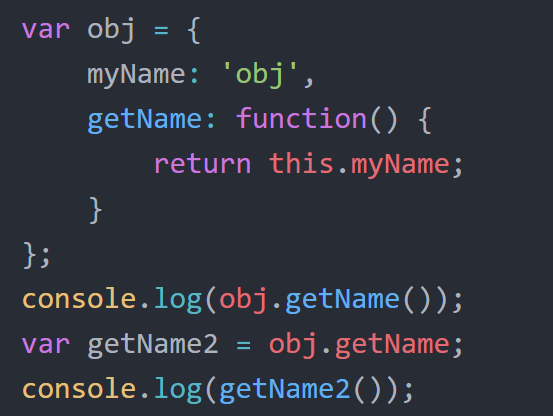 var obj = {
    myName: 'obj',
    getName: function() {
        return this.myName;
    }
};
console.log(obj.getName());
var getName2 = obj.getName;
console.log(getName2());